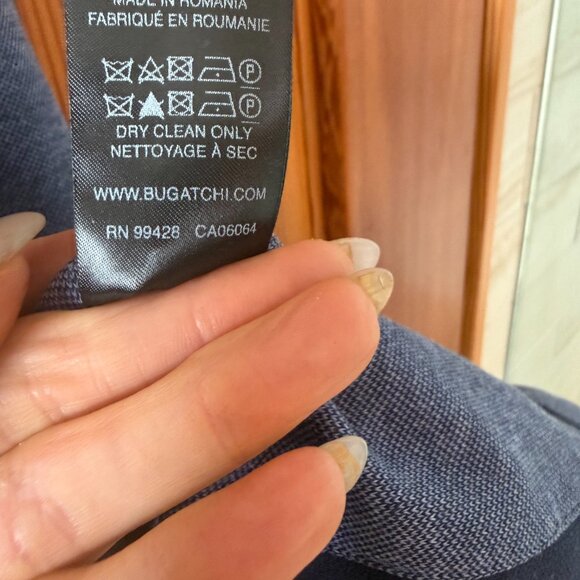 MADE IN ROMANIA
FABRIQUÉ EN ROUMANIE
P
P
DRY CLEAN ONLY
NETTOYAGE À SEC
WWW.BUGATCHI.COM
RN 99428 CA06064